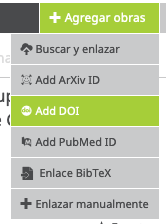 Agregar obras
Buscar y enlazar
Add ArXiv ID
Add DOI
Add PubMed ID
Enlace BibTeX
Enlazar manualmente